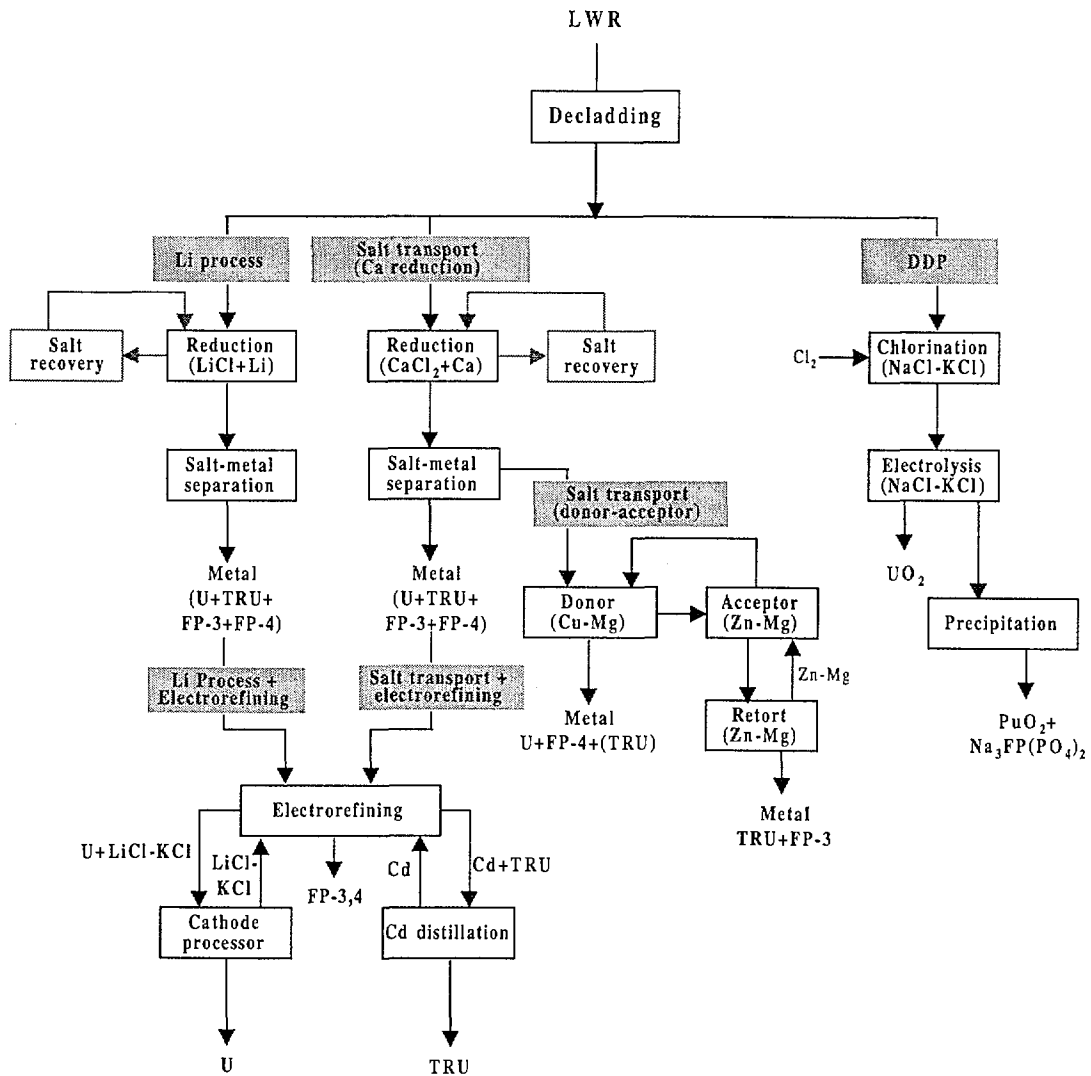 LWR
Decladding
Li process
Salt transport
(Ca reduction)
DDP
Salt
recovery
Reduction
(LiCl+Li)
Reduction
(CaCl₂+Ca)
Salt
recovery
Cl₂
Chlorination
(NaCl-KCl)
Salt-metal
separation
Salt-metal
separation
Electrolysis
(NaCl-KCl)
Salt transport
(donor-acceptor)
Metal
(U+TRU+
FP-3+FP-4)
Metal
(U+TRU+
FP-3+FP-4)
UO₂
Donor
(Cu-Mg)
Acceptor
(Zn-Mg)
Precipitation
Li Process +
Electrorefining
Salt transport +
electrorefining
Zn-Mg
Metal
U+FP-4+(TRU)
Retort
(Zn-Mg)
PuO₂+
Na₃FP(PO₄)₂
Electrorefining
Metal
TRU+FP-3
U+LiCl-KCl
LiCl-
KCl
FP-3,4
Cd
Cd+TRU
Cathode
processor
Cd distillation
U
TRU